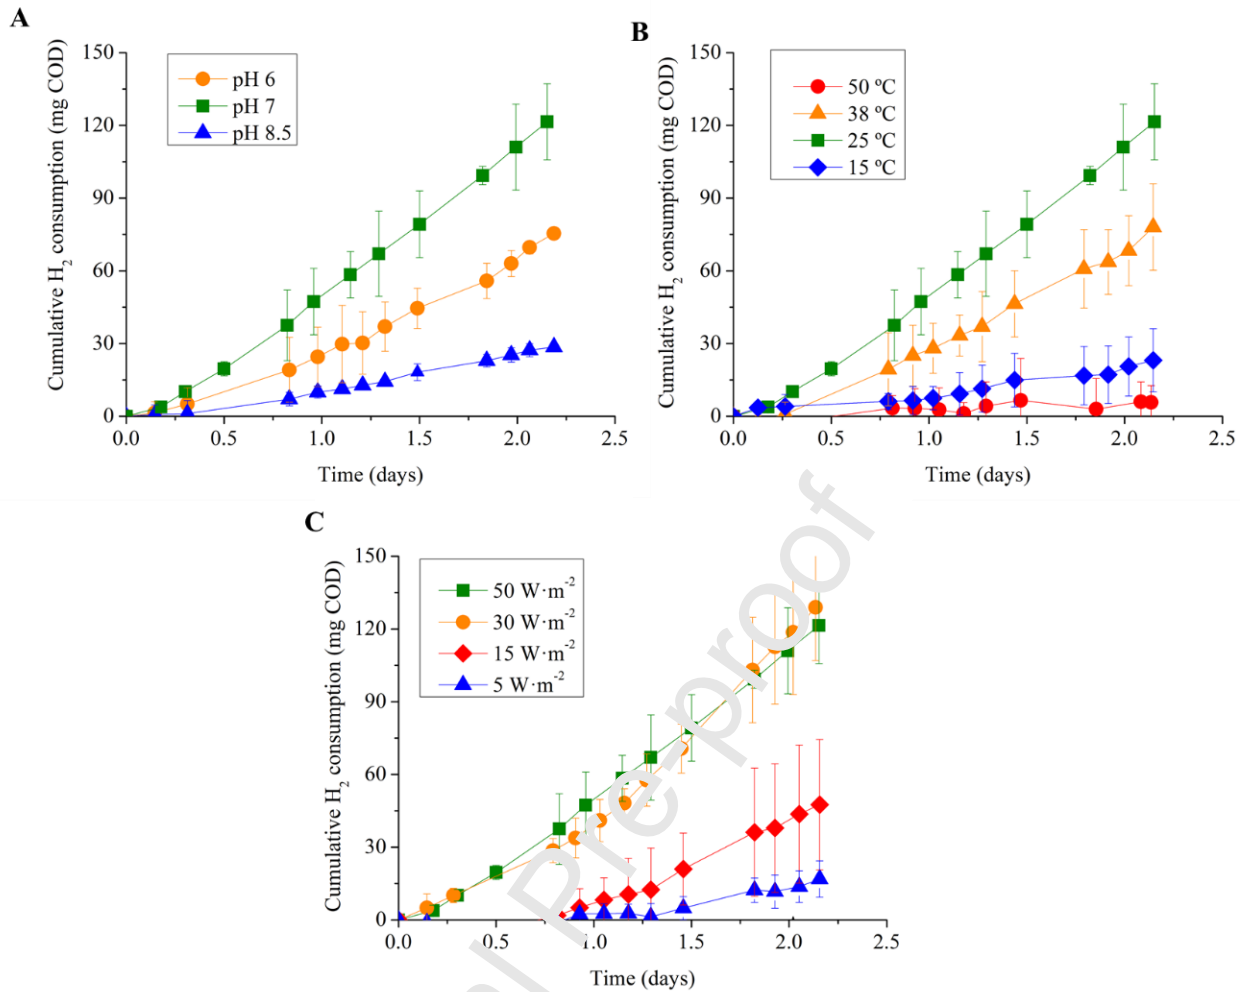 A
Cumulative H2 consumption (mg COD)
150
120
90
60
30
0
pH 6
pH 7
pH 8.5
0.0 0.5 1.0 1.5 2.0 2.5
Time (days)
B
Cumulative H2 consumption (mg COD)
150
120
90
60
30
0
50 ºC
38 ºC
25 ºC
15 ºC
0.0 0.5 1.0 1.5 2.0 2.5
Time (days)
C
Cumulative H2 consumption (mg COD)
150
120
90
60
30
0
50 W·m-2
30 W·m-2
15 W·m-2
5 W·m-2
0.0 0.5 1.0 1.5 2.0 2.5
Time (days)
al Pre-proof